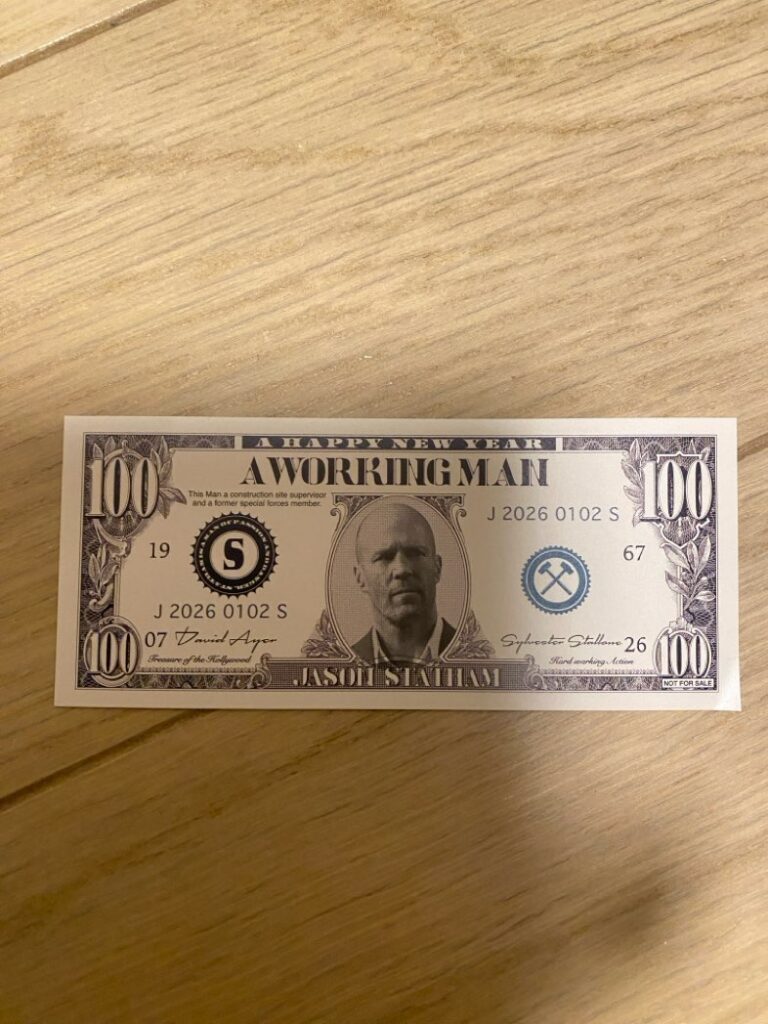 A HAPPY NEW YEAR
100
A WORKING MAN
100
This Man a construction site supervisor
and a former special forces member.
J 2026 0102 S
19
S
67
J 2026 0102 S
100
07 David Ayer
Sylvester Stallone 26
100
Treasure of the Hollywood
Hard working Action
JASON STATHAM
NOT FOR SALE